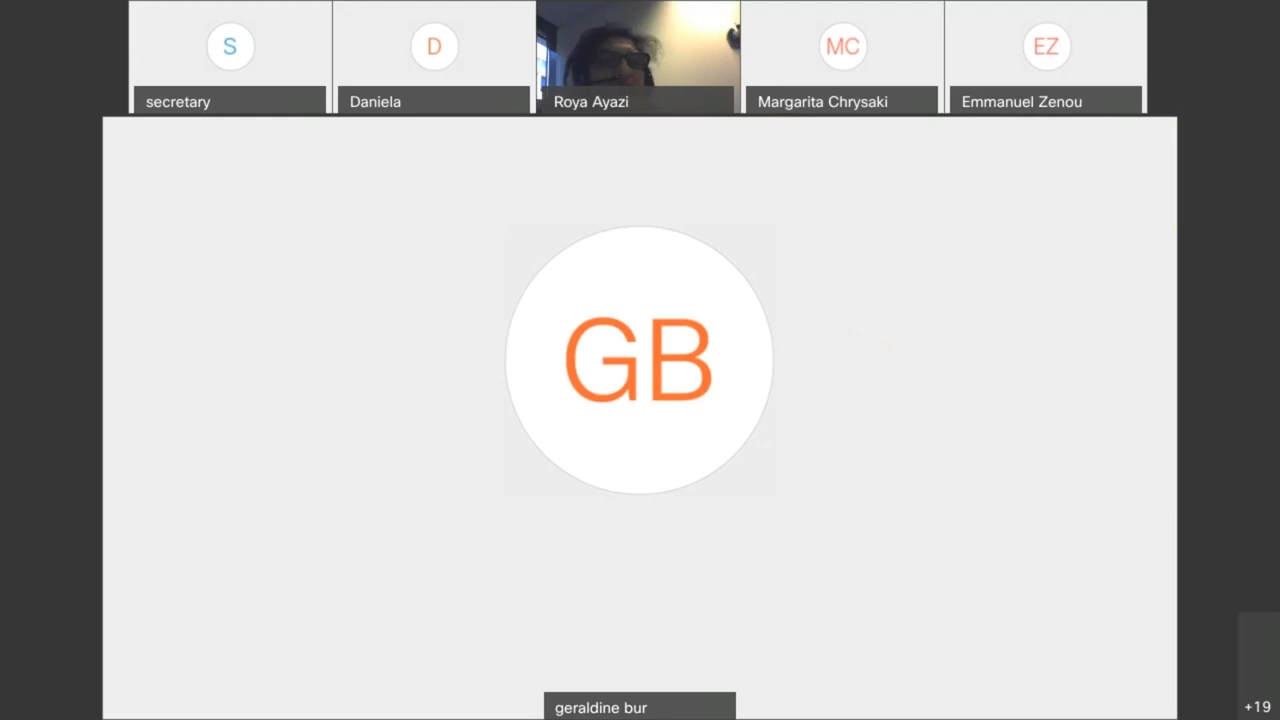 S
D
MC
EZ
secretary
Daniela
Roya Ayazi
Margarita Chrysaki
Emmanuel Zenou
GB
geraldine bur
+19